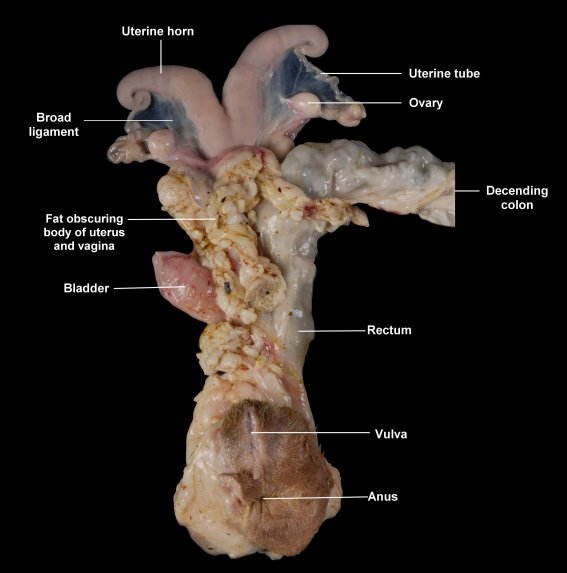 Uterine horn
Uterine tube
Ovary
Broad
ligament
Decending
colon
Fat obscuring
body of uterus
and vagina
Bladder
Rectum
Vulva
Anus